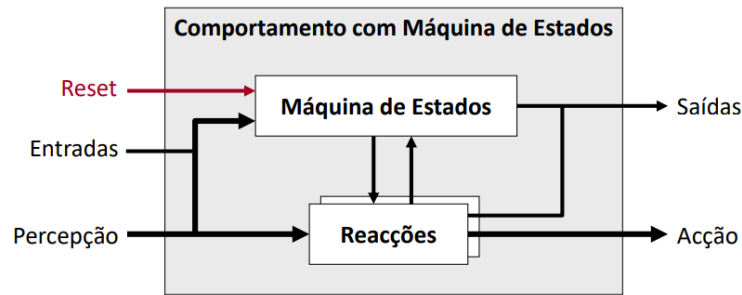 Comportamento com Máquina de Estados
Reset
Máquina de Estados
Saídas
Entradas
Percepção
Reacções
Acção